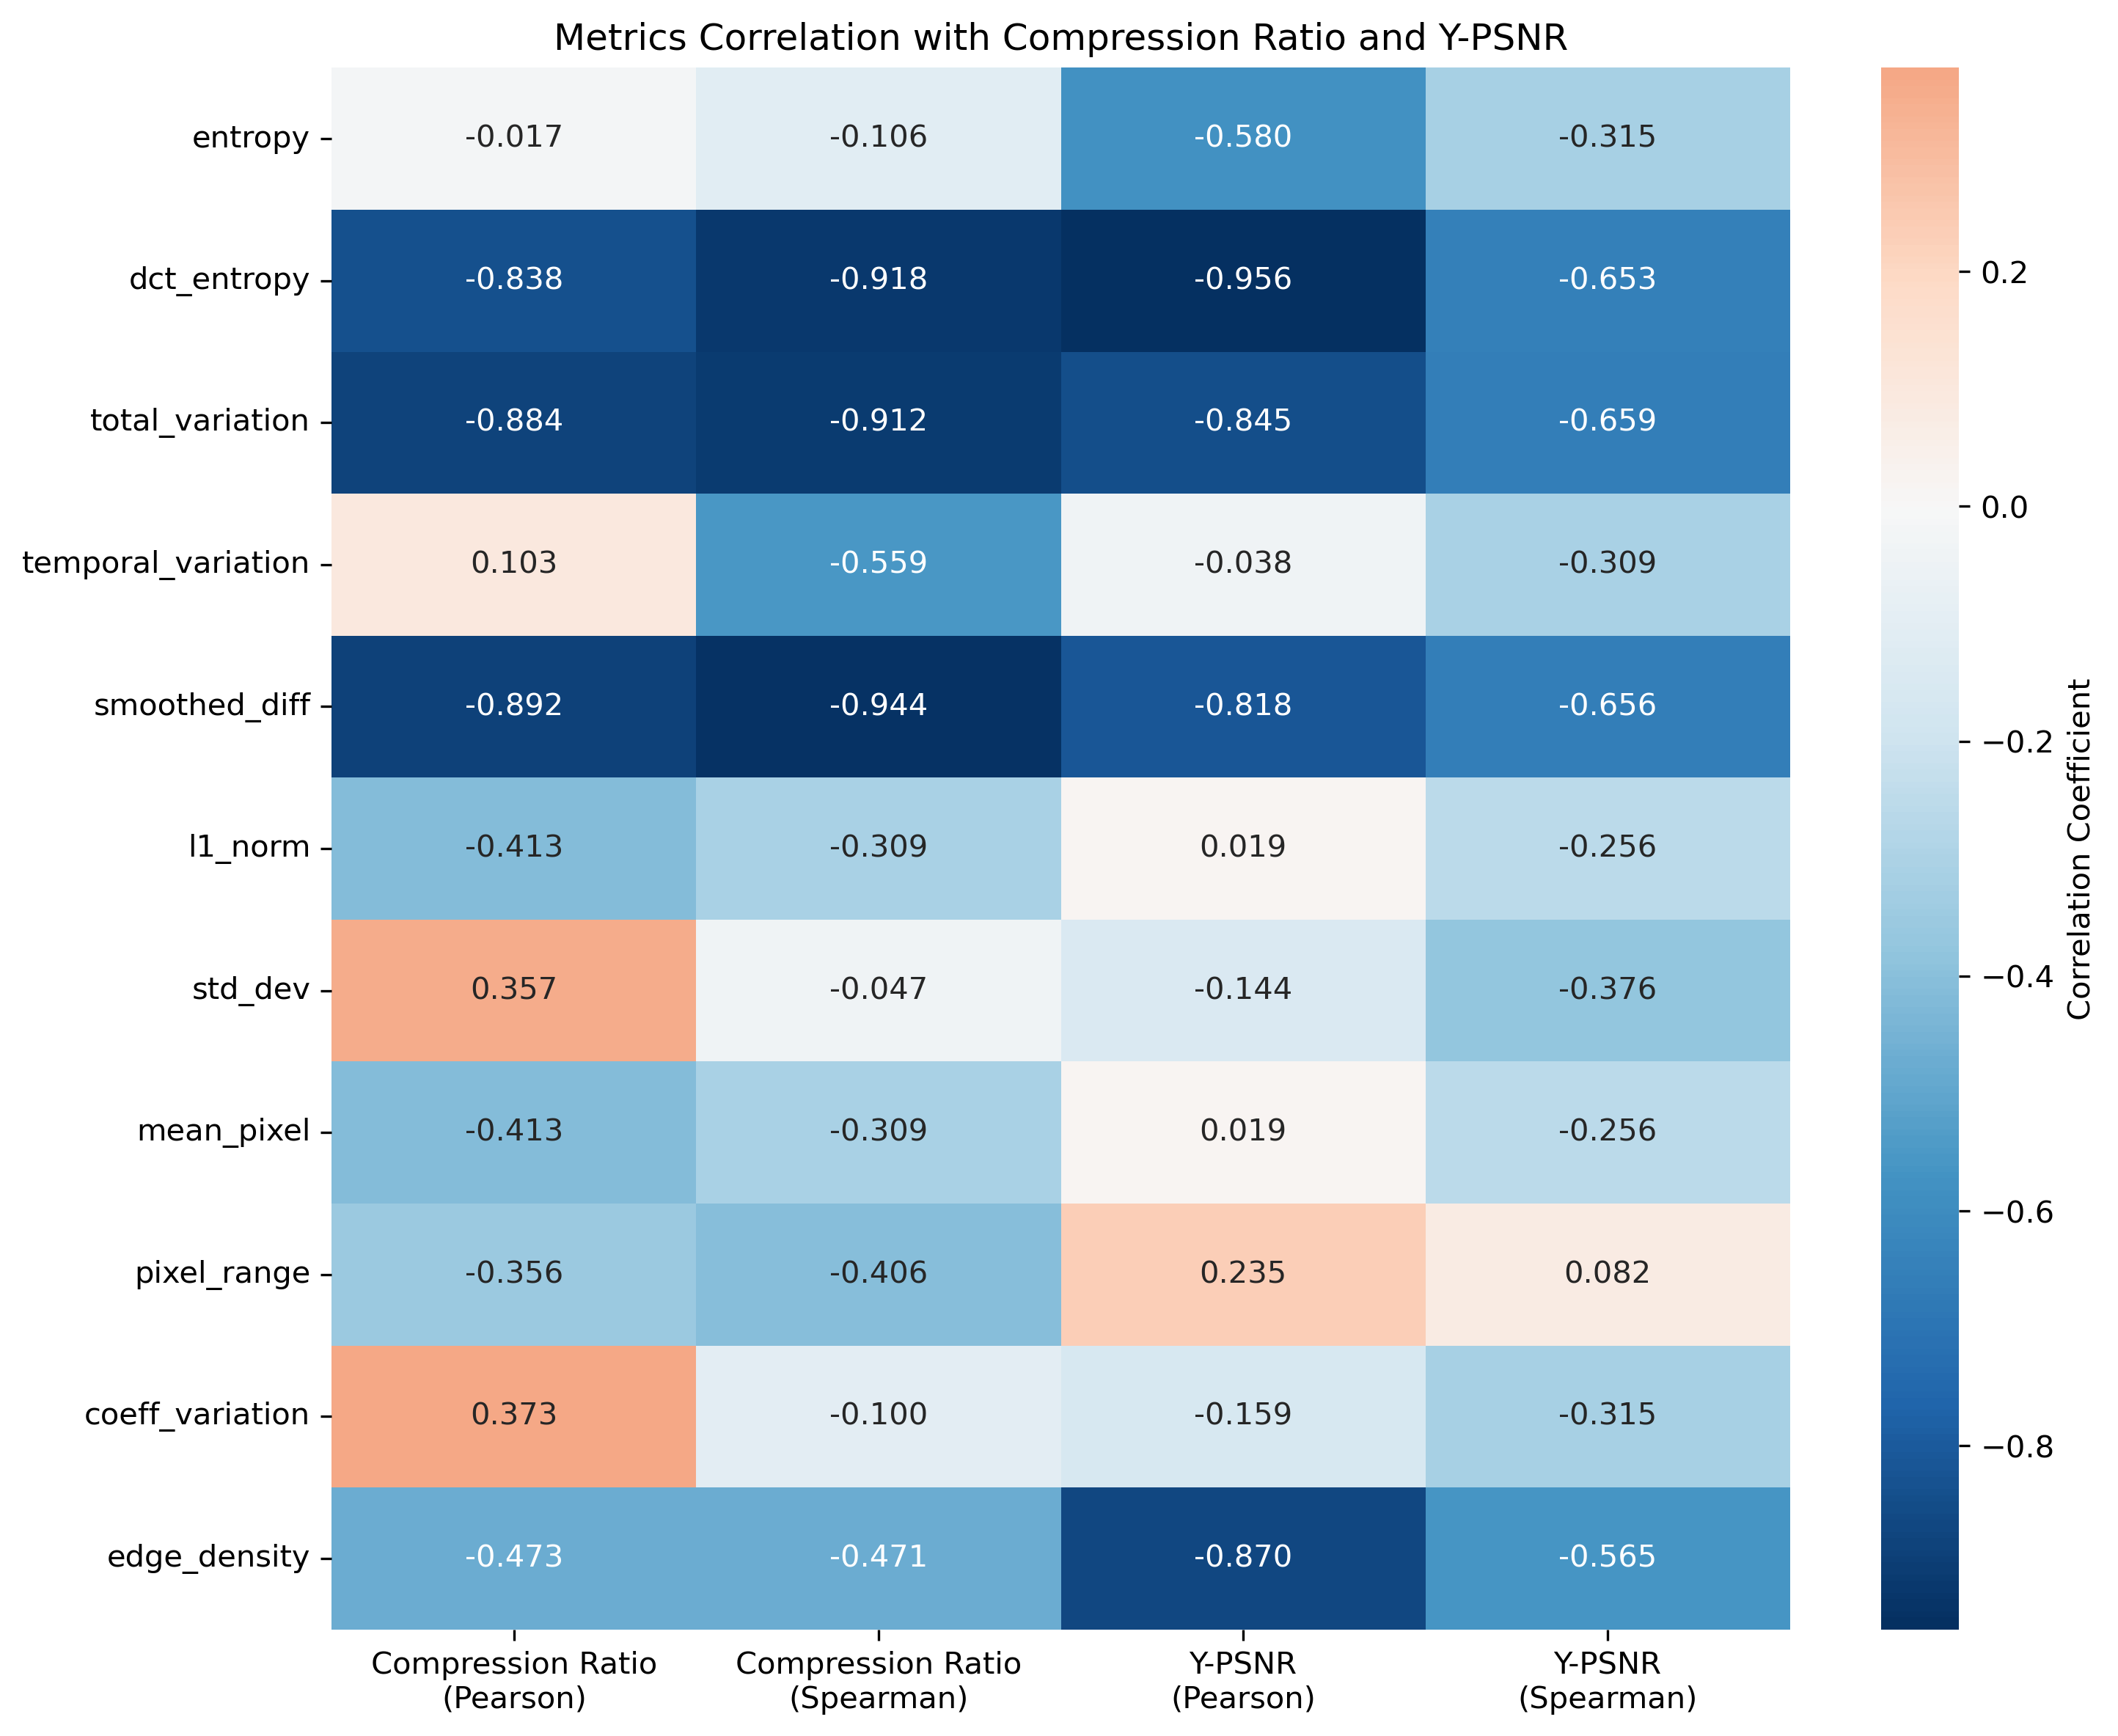 Metrics Correlation with Compression Ratio and Y-PSNR
entropy -0.017 -0.106 -0.580 -0.315
dct_entropy -0.838 -0.918 -0.956 -0.653
total_variation -0.884 -0.912 -0.845 -0.659
temporal_variation 0.103 -0.559 -0.038 -0.309
smoothed_diff -0.892 -0.944 -0.818 -0.656
l1_norm -0.413 -0.309 0.019 -0.256
std_dev 0.357 -0.047 -0.144 -0.376
mean_pixel -0.413 -0.309 0.019 -0.256
pixel_range -0.356 -0.406 0.235 0.082
coeff_variation 0.373 -0.100 -0.159 -0.315
edge_density -0.473 -0.471 -0.870 -0.565
Compression Ratio Compression Ratio Y-PSNR Y-PSNR
(Pearson) (Spearman) (Pearson) (Spearman)
0.2
0.0
−0.2
−0.4
−0.6
−0.8
Correlation Coefficient